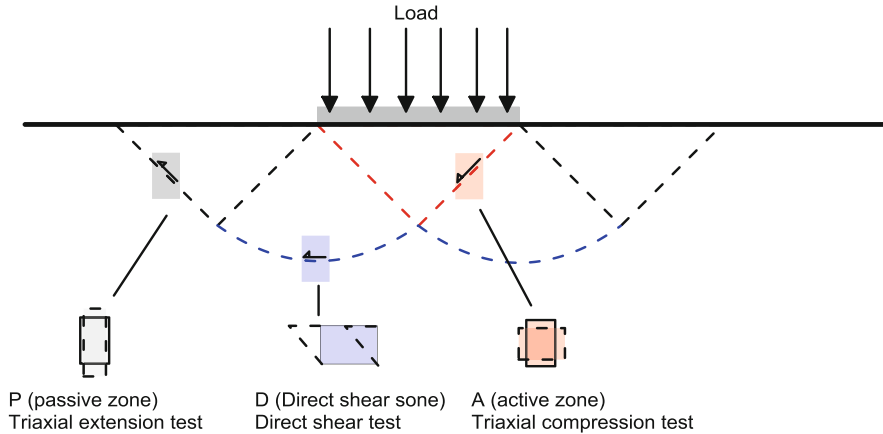 Load
P (passive zone)
Triaxial extension test
D (Direct shear sone)
Direct shear test
A (active zone)
Triaxial compression test